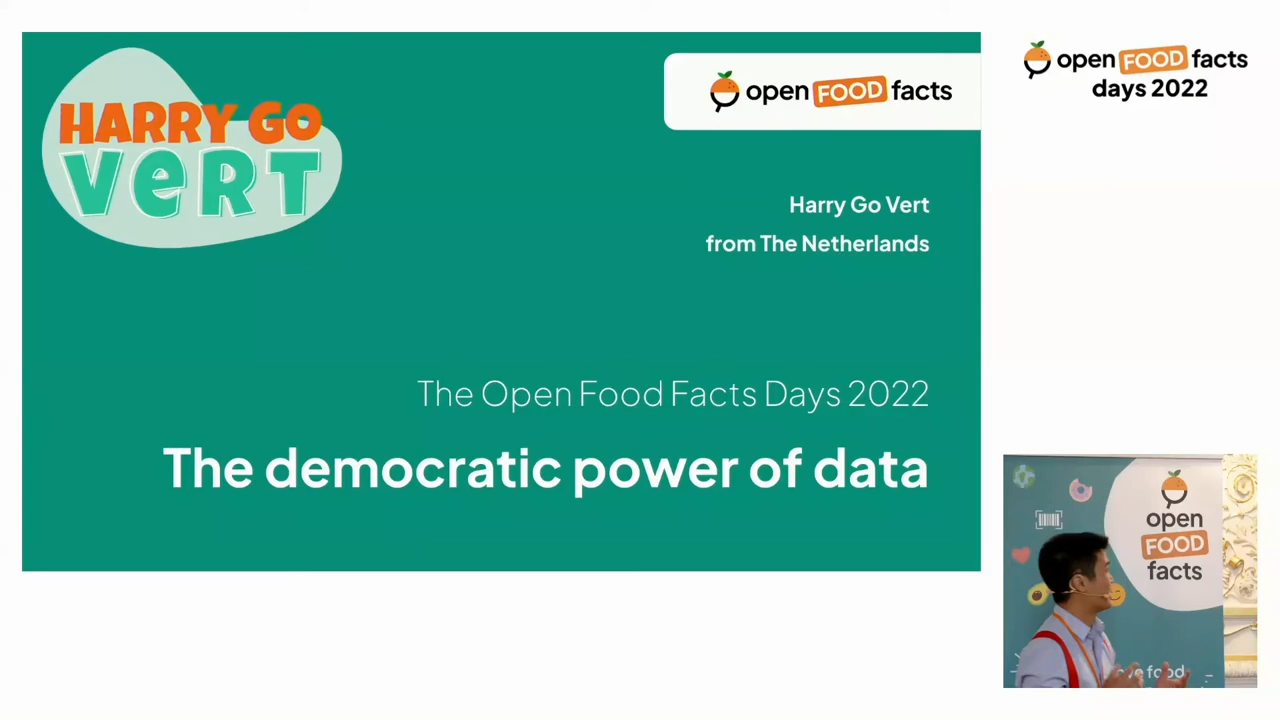 HARRY GO
VeRT
open FOOD facts
Harry Go Vert
from The Netherlands
The Open Food Facts Days 2022
The democratic power of data
open FOOD facts
days 2022
open
FOOD
facts
food